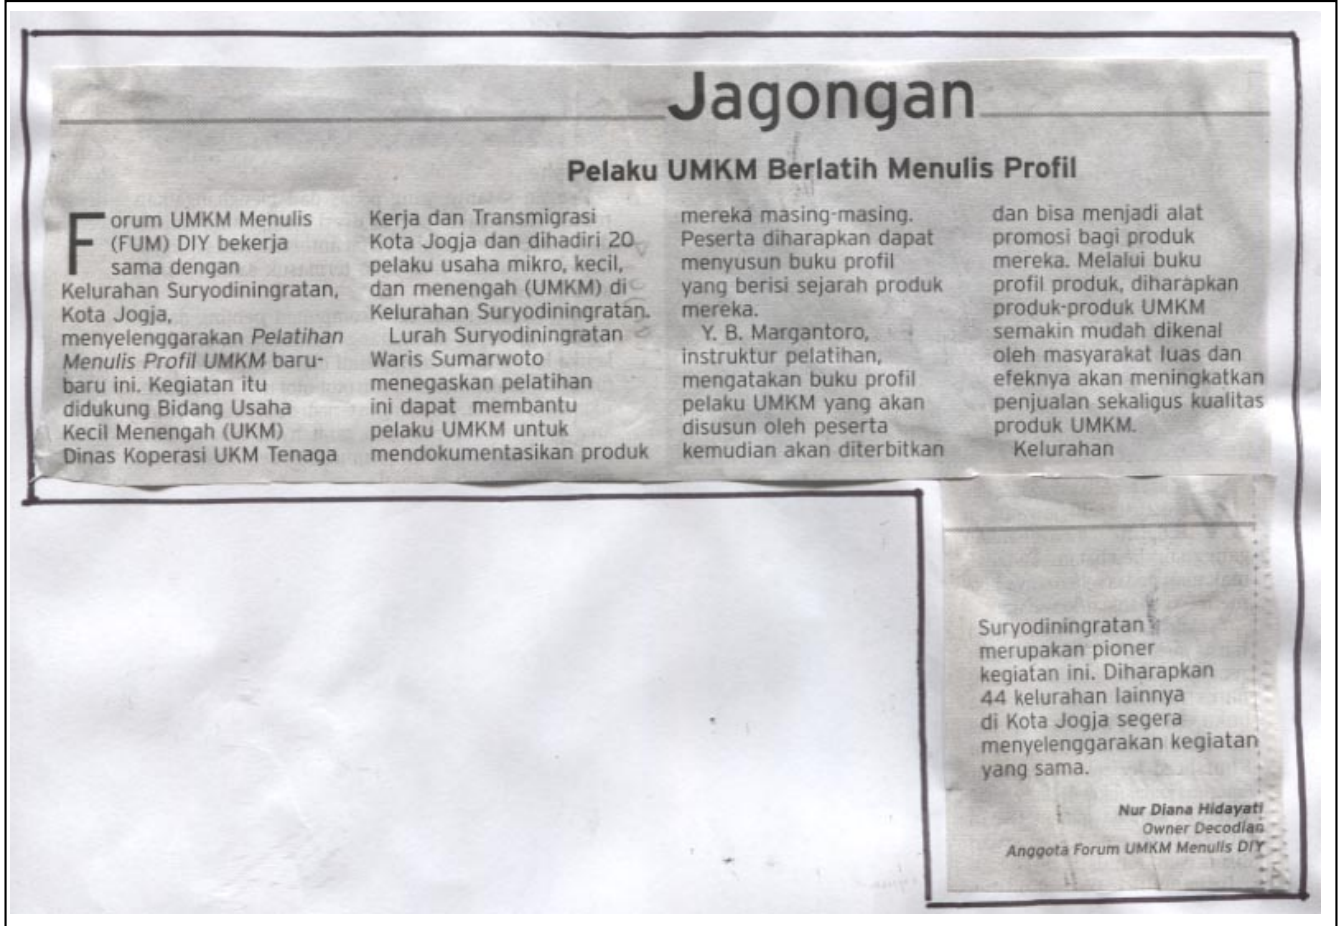 Jagongan
Pelaku UMKM Berlatih Menulis Profil
Forum UMKM Menulis
(FUM) DIY bekerja
sama dengan
Kelurahan Suryodiningratan,
Kota Jogja,
menyelenggarakan Pelatihan
Menulis Profil UMKM baru-
baru ini. Kegiatan itu
didukung Bidang Usaha
Kecil Menengah (UKM)
Dinas Koperasi UKM Tenaga
Kerja dan Transmigrasi
Kota Jogja dan dihadiri 20
pelaku usaha mikro, kecil,
dan menengah (UMKM) di
Kelurahan Suryodiningratan.
Lurah Suryodiningratan
Waris Sumarwoto
menegaskan pelatihan
ini dapat membantu
pelaku UMKM untuk
mendokumentasikan produk
mereka masing-masing.
Peserta diharapkan dapat
menyusun buku profil
yang berisi sejarah produk
mereka.
Y. B. Margantoro,
instruktur pelatihan,
mengatakan buku profil
pelaku UMKM yang akan
disusun oleh peserta
kemudian akan diterbitkan
dan bisa menjadi alat
promosi bagi produk
mereka. Melalui buku
profil produk, diharapkan
produk-produk UMKM
semakin mudah dikenal
oleh masyarakat luas dan
efeknya akan meningkatkan
penjualan sekaligus kualitas
produk UMKM.
Kelurahan
Suryodiningratan
merupakan pioner
kegiatan ini. Diharapkan
44 kelurahan lainnya
di Kota Jogja segera
menyelenggarakan kegiatan
yang sama.
Nur Diana Hidayati
Owner Decodian
Anggota Forum UMKM Menulis DIY